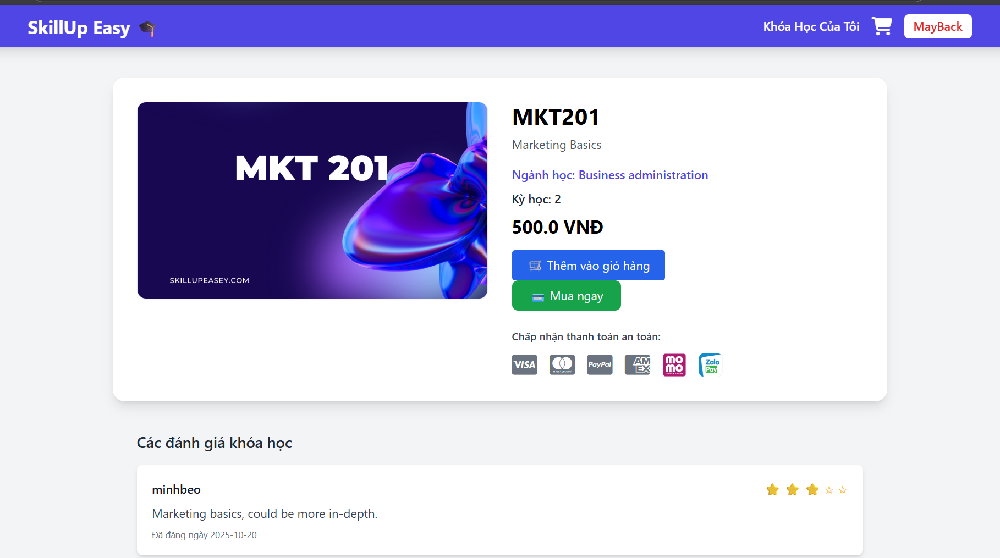 SkillUp Easy
Khóa Học Của Tôi
MayBack
MKT 201
SKILLUPEASEY.COM
MKT201
Marketing Basics
Ngành học: Business administration
Kỳ học: 2
500.0 VNĐ
Thêm vào giỏ hàng
Mua ngay
Chấp nhận thanh toán an toàn:
VISA
mastercard
PayPal
AM
EX
mo
mo
mobile money
Zalo
Pay
Các đánh giá khóa học
minhbeo
Marketing basics, could be more in-depth.
Đã đăng ngày 2025-10-20